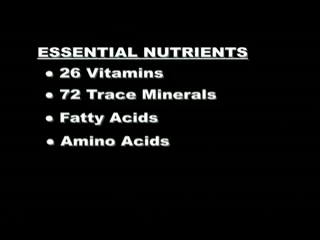 ESSENTIAL NUTRIENTS
• 26 Vitamins
• 72 Trace Minerals
• Fatty Acids
• Amino Acids